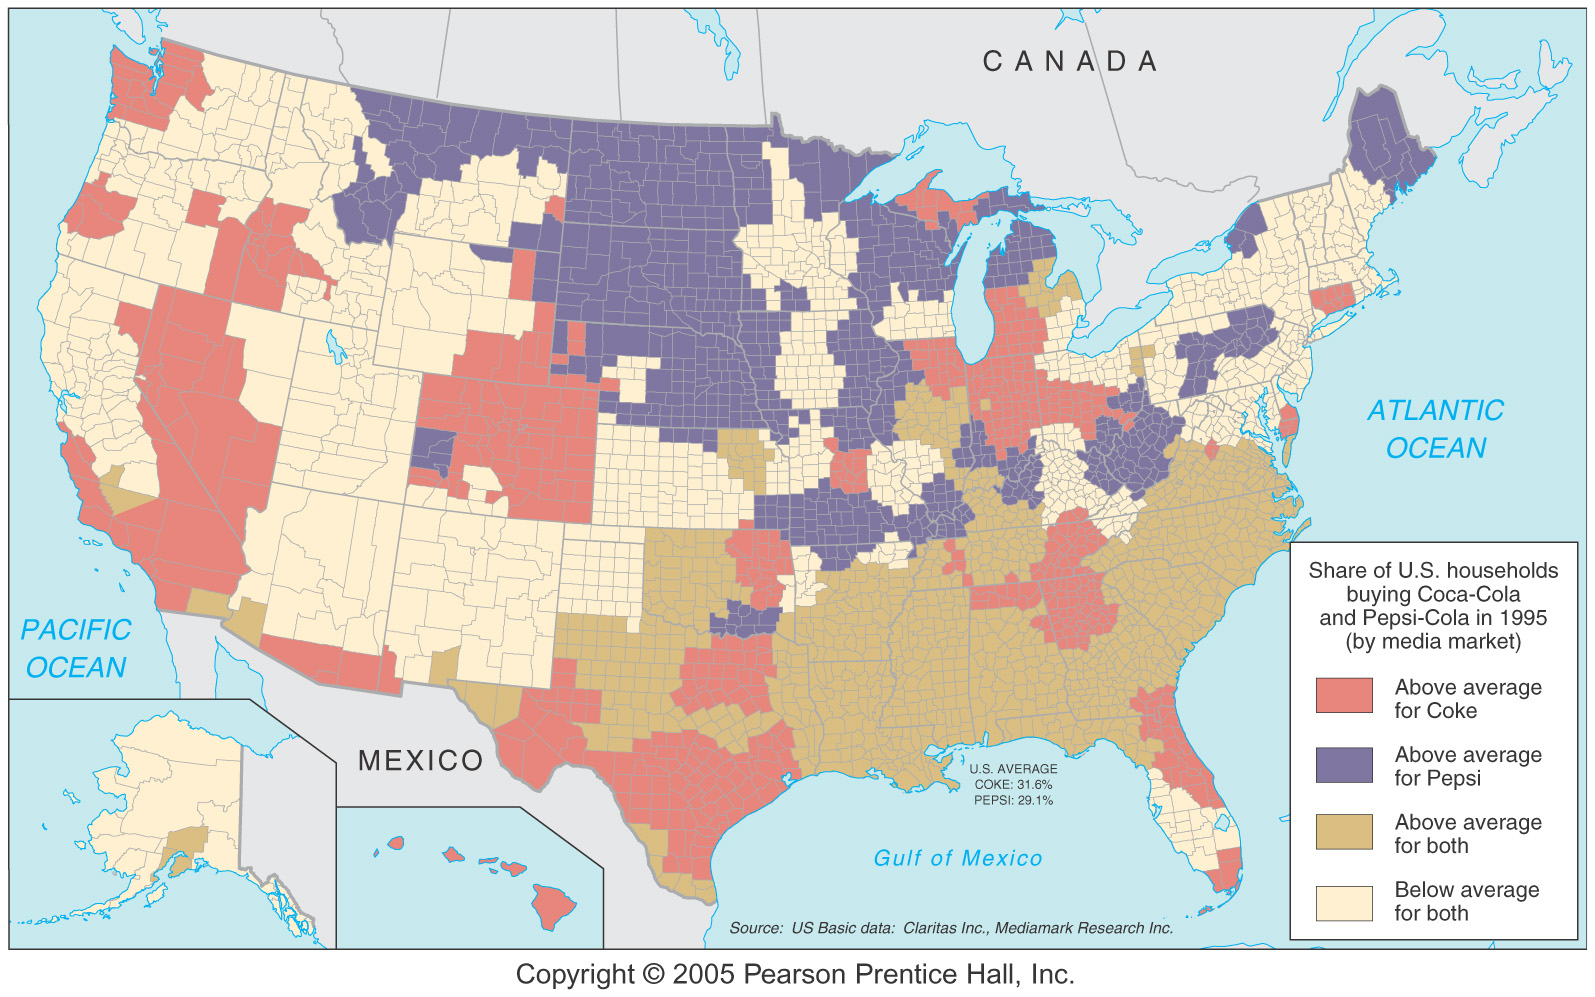 CANADA
PACIFIC
OCEAN
ATLANTIC
OCEAN
MEXICO
U.S. AVERAGE
COKE: 31.6%
PEPSI: 29.1%
Gulf of Mexico
Share of U.S. households
buying Coca-Cola
and Pepsi-Cola in 1995
(by media market)
Above average
for Coke
Above average
for Pepsi
Above average
for both
Below average
for both
Source: US Basic data: Claritas Inc., Mediamark Research Inc.
Copyright © 2005 Pearson Prentice Hall, Inc.